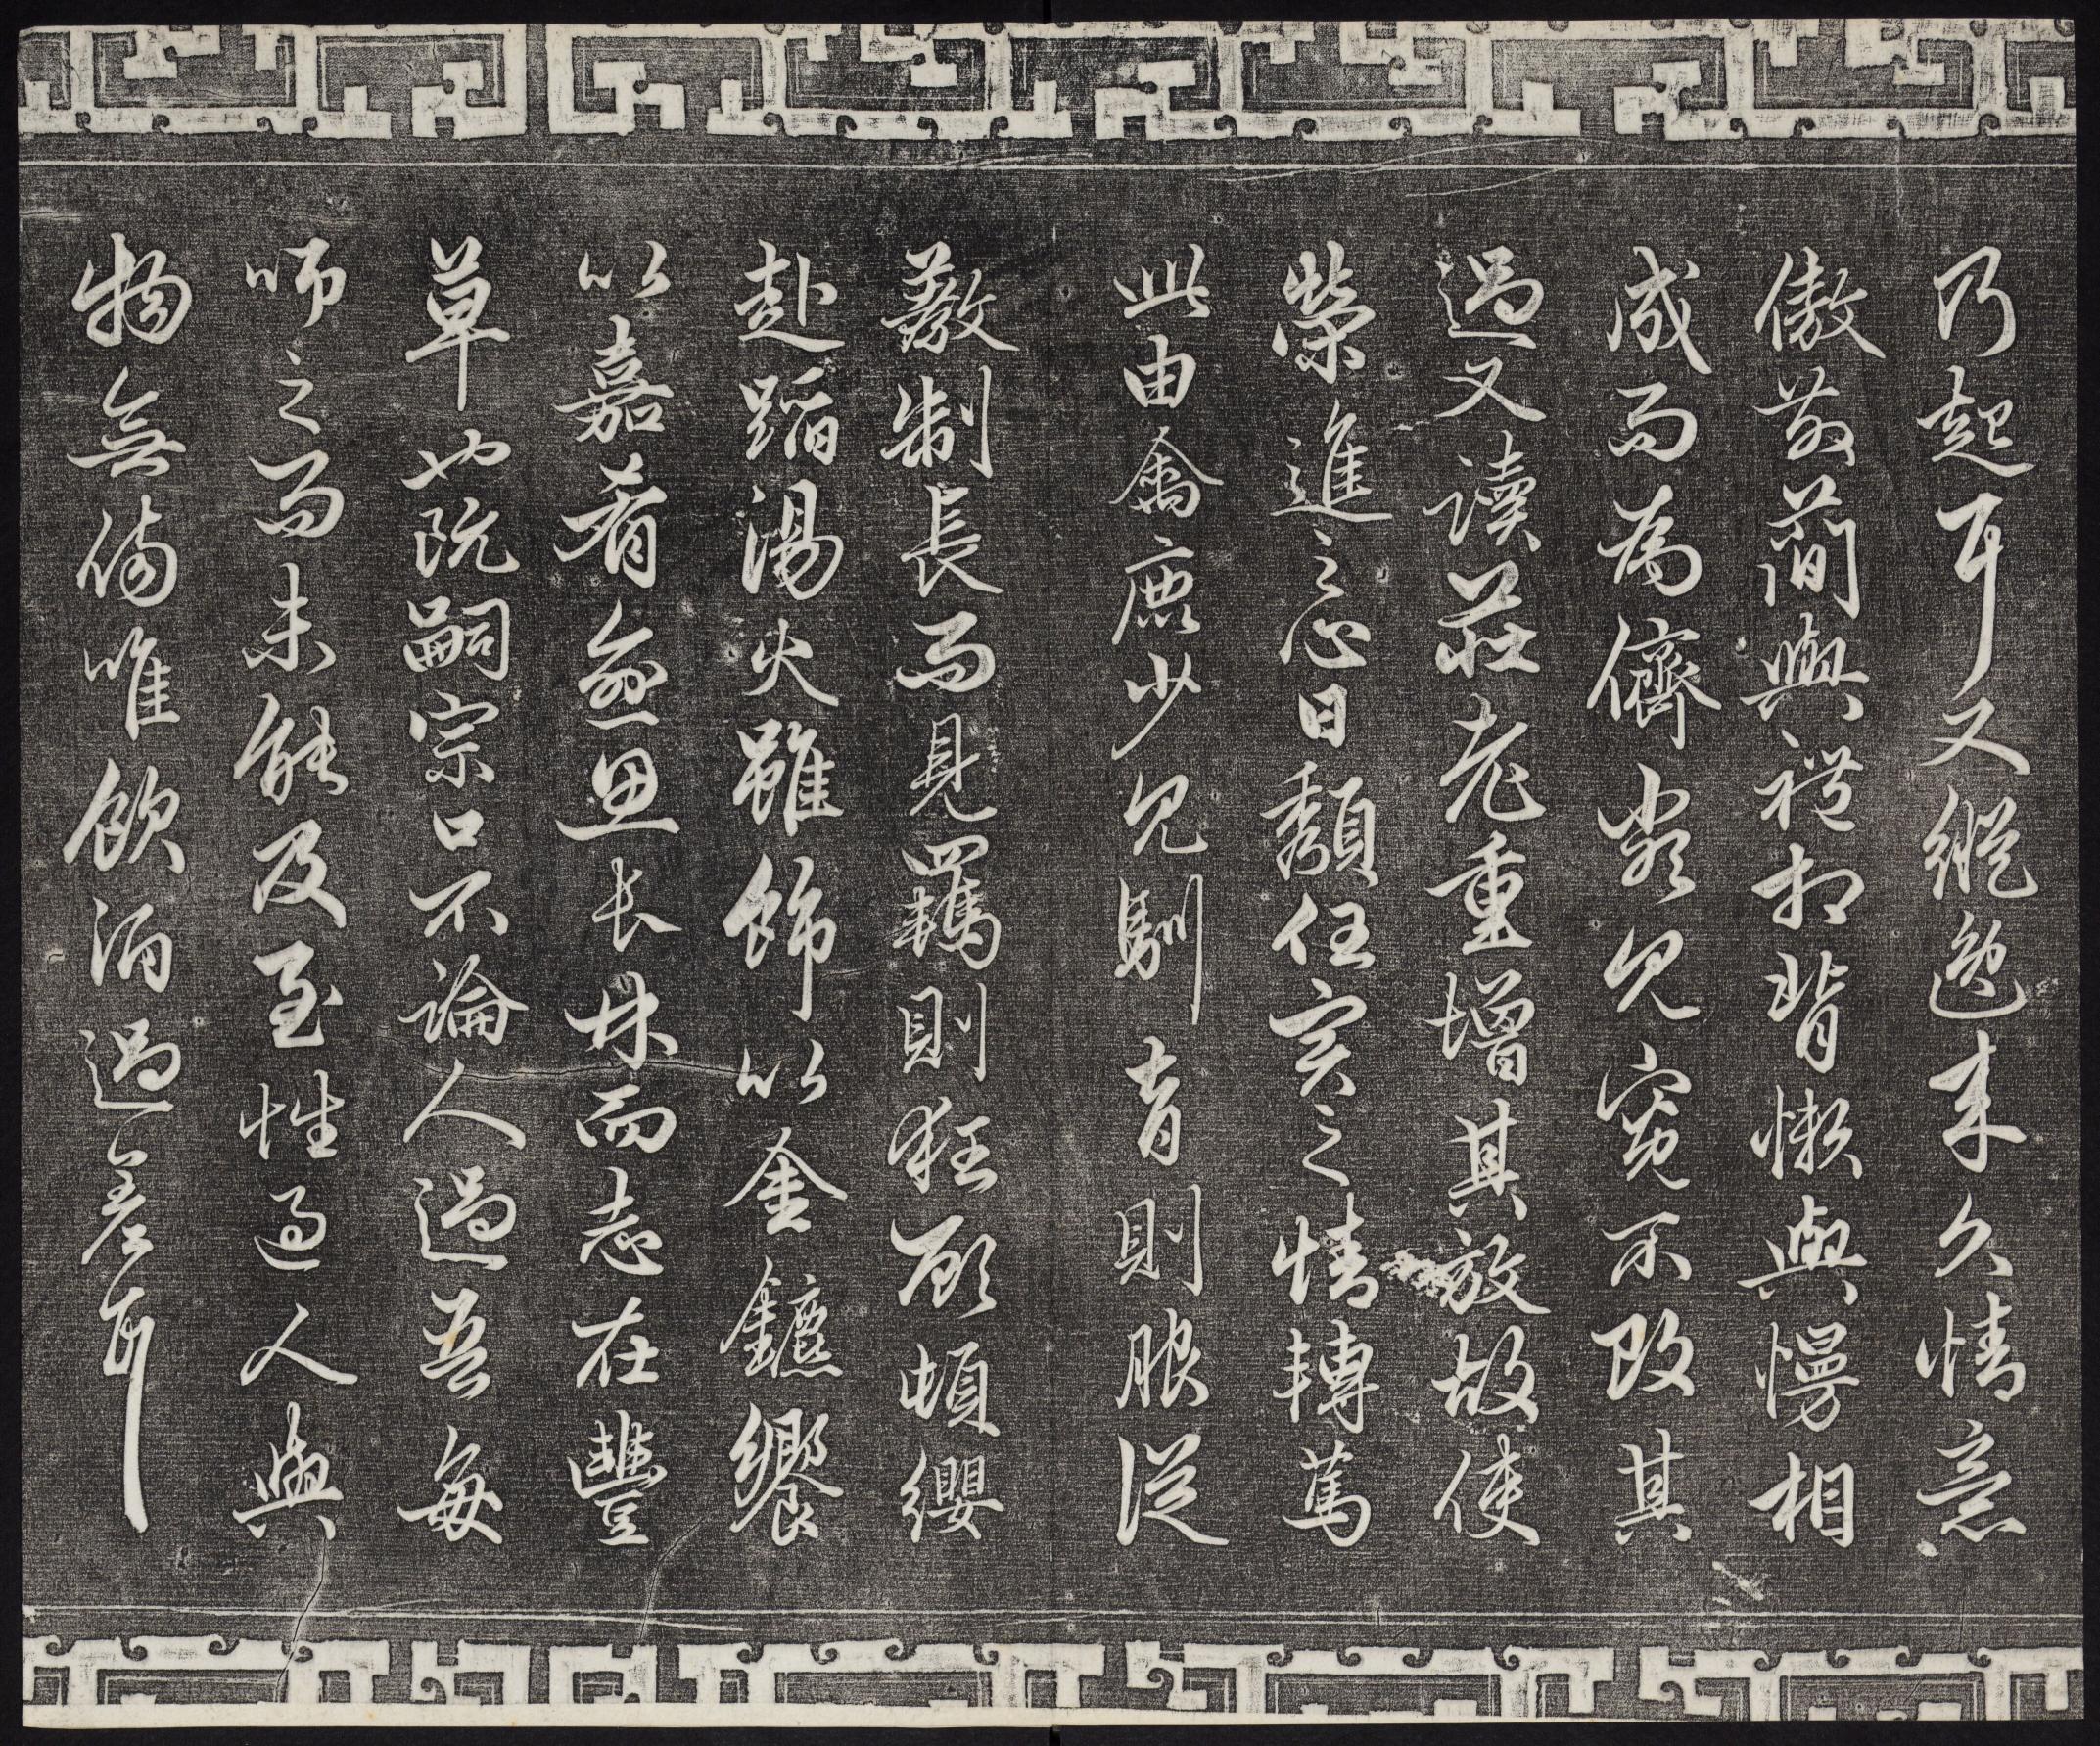 乃起耳又縱逸来久情意
傲散簡與禮相背懶與慢相
成而為儕類見寬不攻其
過又讀莊老重增其放故使
榮進之心日頹任實之情轉篤
此由禽鹿少見馴育則服從
教制長而見羈則狂顧頓纓
赴蹈湯火雖飾以金鑣饗
以嘉肴愈思長林而志在豐
草也阮嗣宗口不論人過吾每
師之而未能及至性過人與
物無傷唯飲酒過差耳